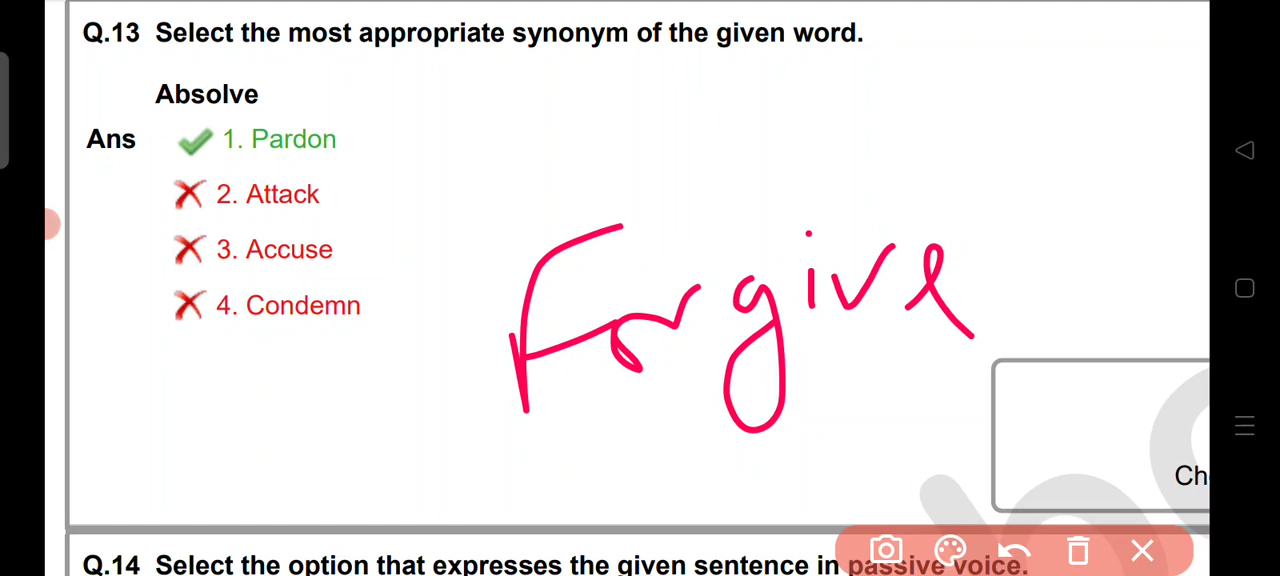 Q.13 Select the most appropriate synonym of the given word.
Absolve
Ans 1. Pardon
2. Attack
3. Accuse
4. Condemn
Forgive
Ch
Q.14 Select the option that expresses the given sentence in passive voice.